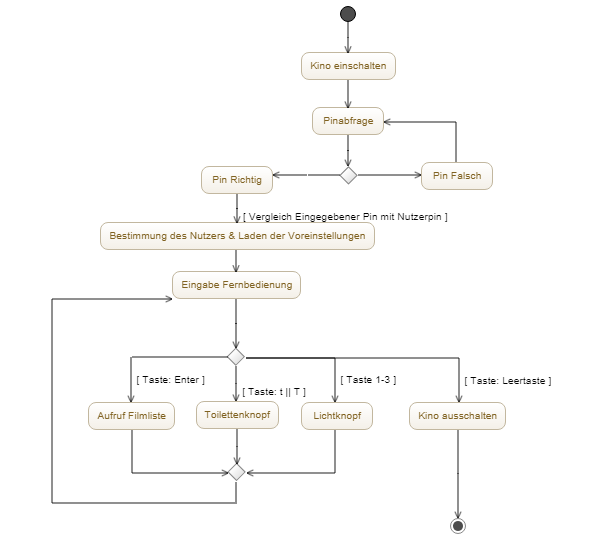 Kino einschalten
Pinabfrage
Pin Richtig
Pin Falsch
[ Vergleich Eingegebener Pin mit Nutzerpin ]
Bestimmung des Nutzers & Laden der Voreinstellungen
Eingabe Fernbedienung
[ Taste: Enter ]
[ Taste: t || T ]
[ Taste 1-3 ]
[ Taste: Leertaste ]
Aufruf Filmliste
Toilettenknopf
Lichtknopf
Kino ausschalten